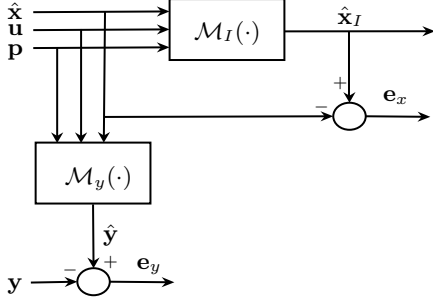 x̂
u
p
ℳ_I(·)
x̂_I
+
−
e_x
ℳ_y(·)
ŷ
y
−
+
e_y